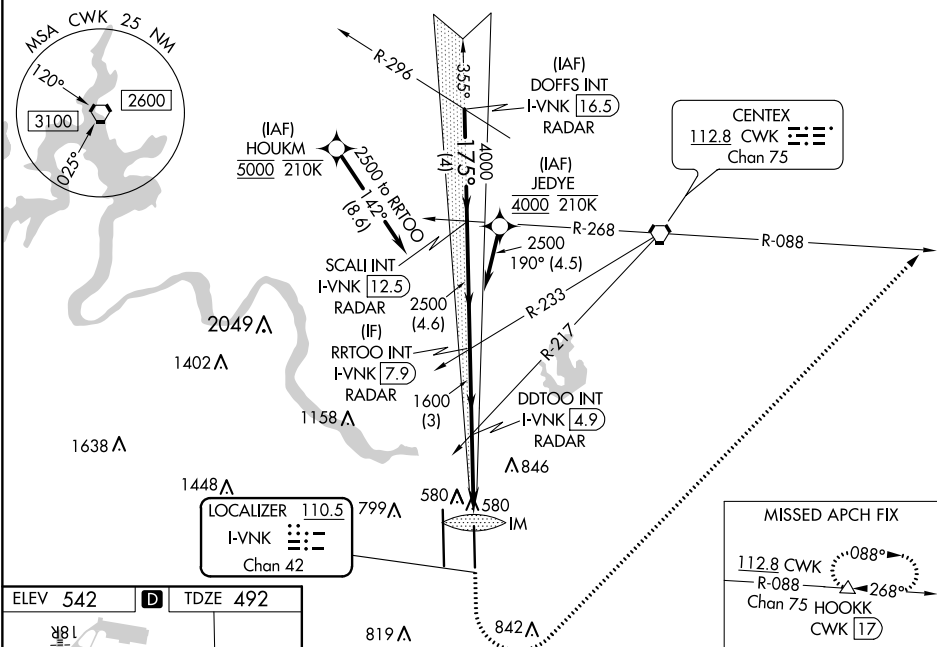 MSA CWK 25 NM
120°
3100
2600
025°
R-296
355°
(IAF)
DOFFS INT
I-VNK 16.5
RADAR
CENTEX
112.8 CWK
Chan 75
(IAF)
HOUKM
5000 210K
2500 to RRTOO
142°
(8.6)
175°
(4)
4000
(IAF)
JEDYE
4000 210K
R-268
R-088
2500
190° (4.5)
SCALI INT
I-VNK 12.5
RADAR
2500
(4.6)
R-233
R-217
2049
1402
(IF)
RRTOO INT
I-VNK 7.9
RADAR
1600
(3)
1158
DDTOO INT
I-VNK 4.9
RADAR
1638
846
1448
799
580
580
IM
LOCALIZER 110.5
I-VNK
Chan 42
MISSED APCH FIX
112.8 CWK
R-088
Chan 75
088°
268°
HOOKK
CWK 17
ELEV 542
D
TDZE 492
18R
819
842